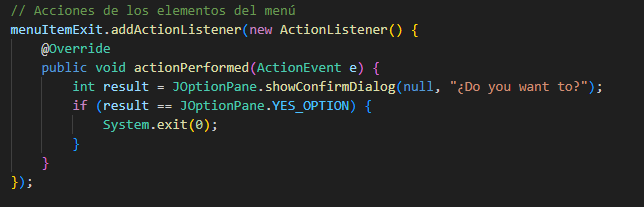 // Acciones de los elementos del menú
menuItemExit.addActionListener(new ActionListener() {
    @Override
    public void actionPerformed(ActionEvent e) {
        int result = JOptionPane.showConfirmDialog(null, "¿Do you want to?");
        if (result == JOptionPane.YES_OPTION) {
            System.exit(0);
        }
    }
});